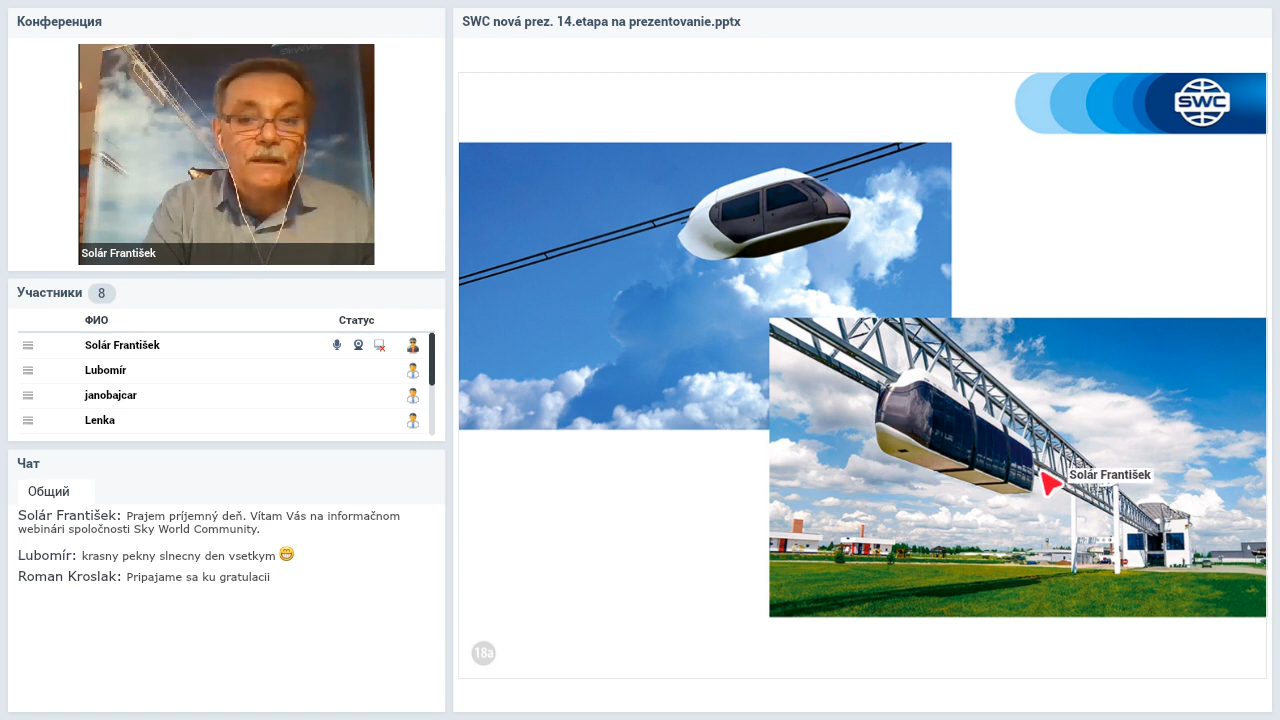 Конференция
Solár František
Участники 8
ФИО Статус
Solár František
Lubomír
janobajcar
Lenka
Чат
Общий
Solár František: Prajem príjemný deň. Vítam Vás na informačnom
webinári spoločnosti Sky World Community.
Lubomír: krasny pekny slnecny den vsetkym
Roman Kroslak: Pripajame sa ku gratulacii
SWC nová prez. 14.etapa na prezentovanie.pptx
SWC
Solár František
18a